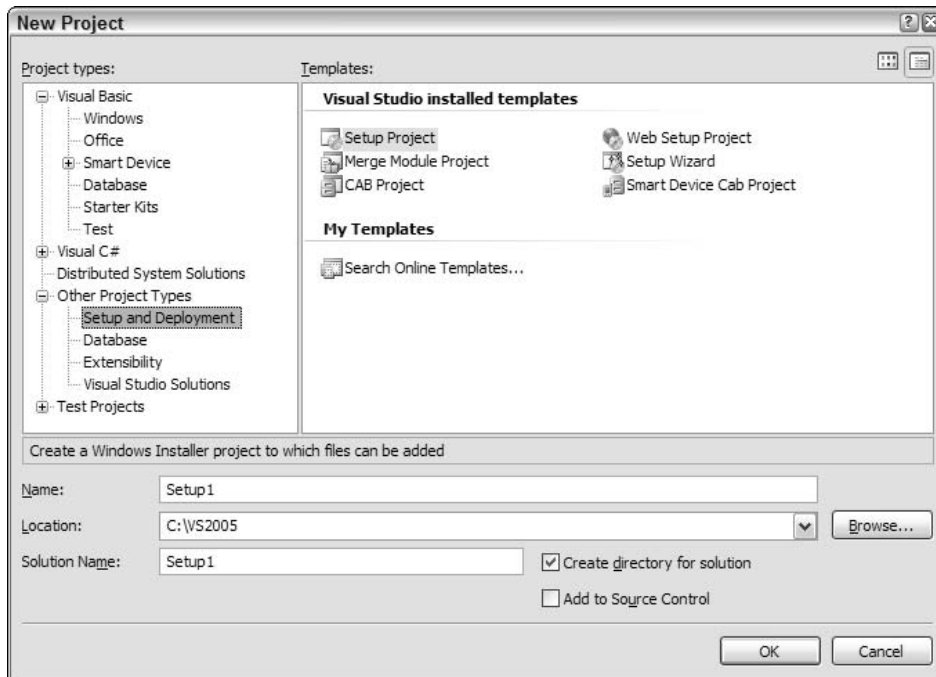 New Project
Project types:
Templates:
Visual Basic
Windows
Office
Smart Device
Database
Starter Kits
Test
Visual C#
Distributed System Solutions
Other Project Types
Setup and Deployment
Database
Extensibility
Visual Studio Solutions
Test Projects
Visual Studio installed templates
Setup Project
Web Setup Project
Merge Module Project
Setup Wizard
CAB Project
Smart Device Cab Project
My Templates
Search Online Templates...
Create a Windows Installer project to which files can be added
Name: Setup1
Location: C:\VS2005 Browse...
Solution Name: Setup1 Create directory for solution
Add to Source Control
OK Cancel